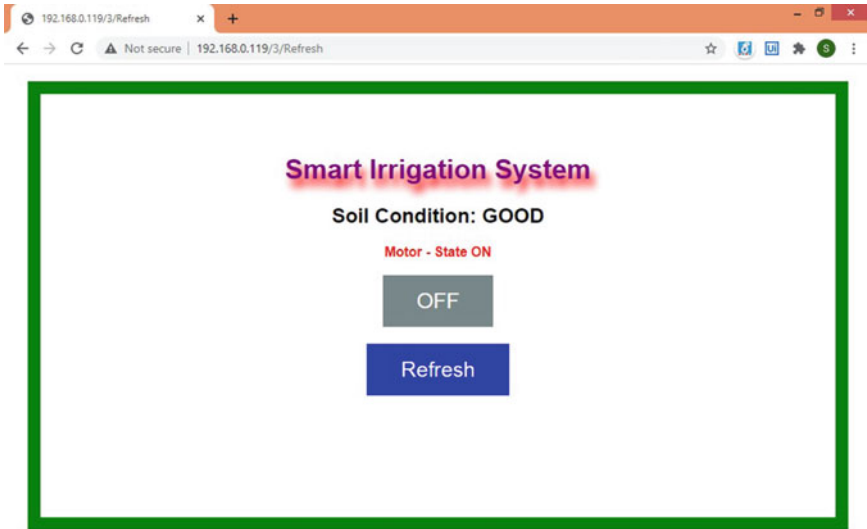 192.168.0.119/3/Refresh
Not secure | 192.168.0.119/3/Refresh
UI
S
Smart Irrigation System
Soil Condition: GOOD
Motor - State ON
OFF
Refresh